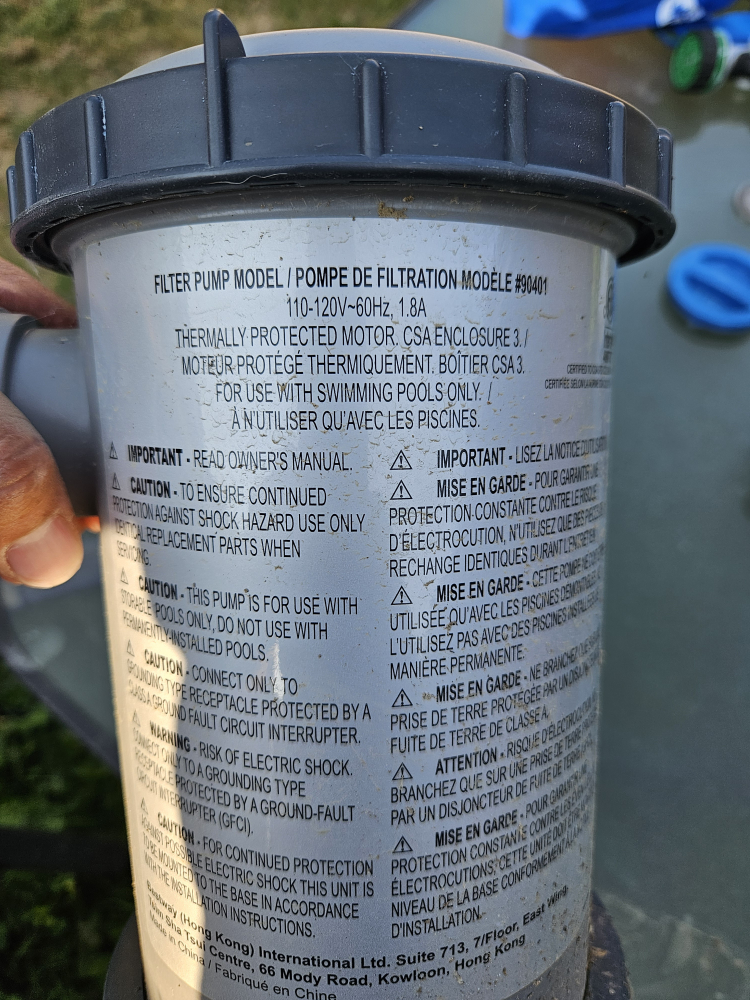 FILTER PUMP MODEL / POMPE DE FILTRATION MODÈLE #90401
110-120V~60Hz, 1.8A
THERMALLY PROTECTED MOTOR. CSA ENCLOSURE 3. /
MOTEUR PROTÉGÉ THERMIQUEMENT. BOÎTIER CSA 3.
FOR USE WITH SWIMMING POOLS ONLY. /
À N'UTILISER QU'AVEC LES PISCINES.
⚠ IMPORTANT - READ OWNER'S MANUAL.
⚠ CAUTION - TO ENSURE CONTINUED
PROTECTION AGAINST SHOCK HAZARD USE ONLY
IDENTICAL REPLACEMENT PARTS WHEN
SERVICING.
⚠ CAUTION - THIS PUMP IS FOR USE WITH
STORABLE POOLS ONLY, DO NOT USE WITH
PERMANENTLY-INSTALLED POOLS.
⚠ CAUTION - CONNECT ONLY TO
GROUNDING TYPE RECEPTACLE PROTECTED BY A
CLASS A GROUND FAULT CIRCUIT INTERRUPTER.
⚠ WARNING - RISK OF ELECTRIC SHOCK.
CONNECT ONLY TO A GROUNDING TYPE
RECEPTACLE PROTECTED BY A GROUND-FAULT
CIRCUIT INTERRUPTER (GFCI).
⚠ CAUTION - FOR CONTINUED PROTECTION
AGAINST POSSIBLE ELECTRIC SHOCK THIS UNIT IS
TO BE MOUNTED TO THE BASE IN ACCORDANCE
WITH THE INSTALLATION INSTRUCTIONS.
⚠ IMPORTANT - LISEZ LA NOTICE
⚠ MISE EN GARDE - POUR GARANTIR UNE
PROTECTION CONSTANTE CONTRE LE RISQUE
D'ÉLECTROCUTION, N'UTILISEZ QUE DES
RECHANGE IDENTIQUES DURANT L'ENTRETIEN.
⚠ MISE EN GARDE - CETTE POMPE NE
UTILISÉE QU'AVEC LES PISCINES DÉMONTABLES,
L'UTILISEZ PAS AVEC DES PISCINES
MANIÈRE PERMANENTE.
⚠ MISE EN GARDE - NE BRANCHEZ QUE SUR
PRISE DE TERRE PROTÉGÉE PAR UN
FUITE DE TERRE DE CLASSE A.
⚠ ATTENTION - RISQUE D'ÉLECTROCUTION
BRANCHEZ QUE SUR UNE PRISE DE TERRE
PAR UN DISJONCTEUR DE FUITE DE TERRE
⚠ MISE EN GARDE - POUR GARANTIR
PROTECTION CONSTANTE CONTRE LES
ÉLECTROCUTIONS, CETTE UNITÉ DOIT ÊTRE
NIVEAU DE LA BASE CONFORMÉMENT
D'INSTALLATION.
Bestway (Hong Kong) International Ltd. Suite 713, 7/Floor, East Wing,
Tsim Sha Tsui Centre, 66 Mody Road, Kowloon, Hong Kong
Made in China / Fabriqué en Chine